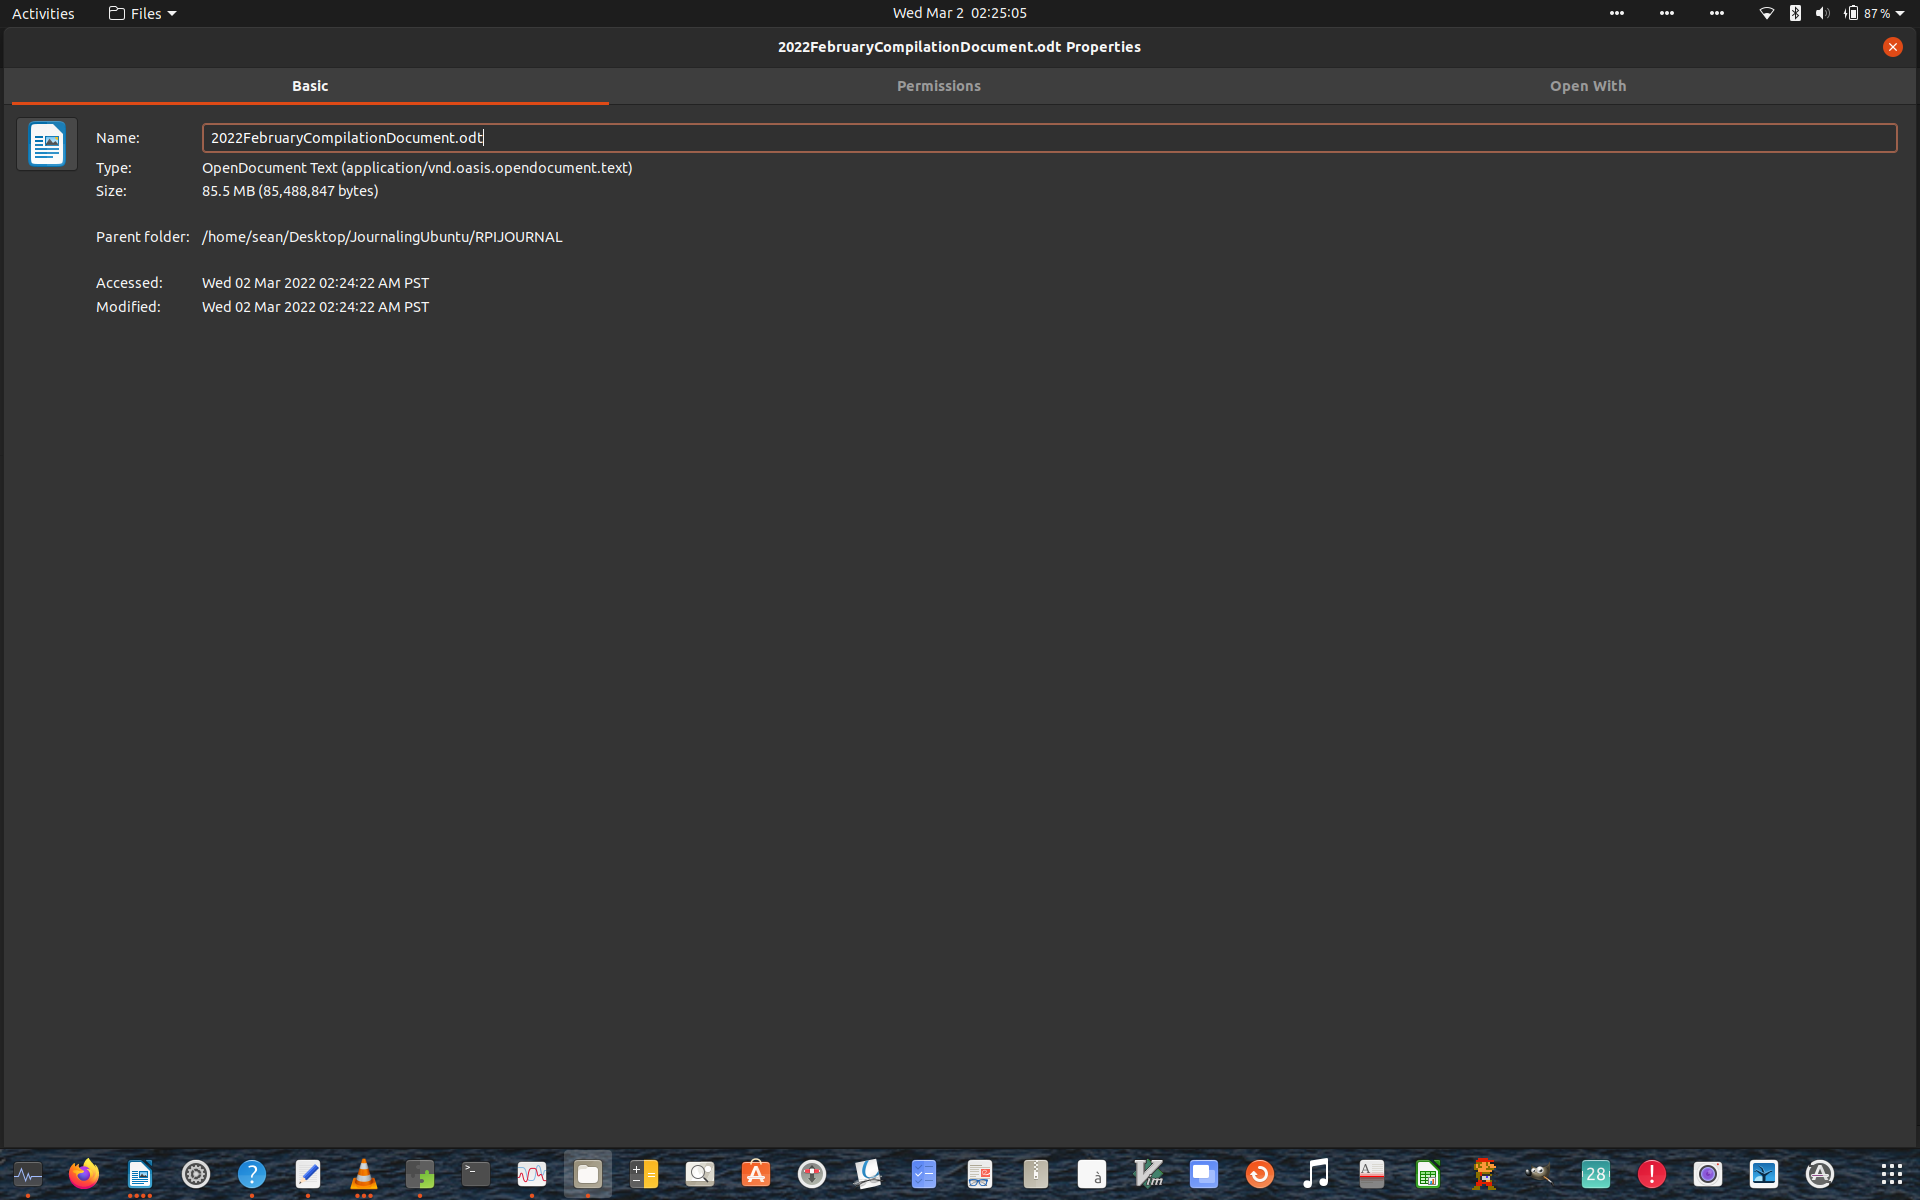 Activities Files Wed Mar 2 02:25:05 87 %
2022FebruaryCompilationDocument.odt Properties
Basic Permissions Open With
Name: 2022FebruaryCompilationDocument.odt
Type: OpenDocument Text (application/vnd.oasis.opendocument.text)
Size: 85.5 MB (85,488,847 bytes)
Parent folder: /home/sean/Desktop/JournalingUbuntu/RPIJOURNAL
Accessed: Wed 02 Mar 2022 02:24:22 AM PST
Modified: Wed 02 Mar 2022 02:24:22 AM PST
? >_ à Vim A 28 !